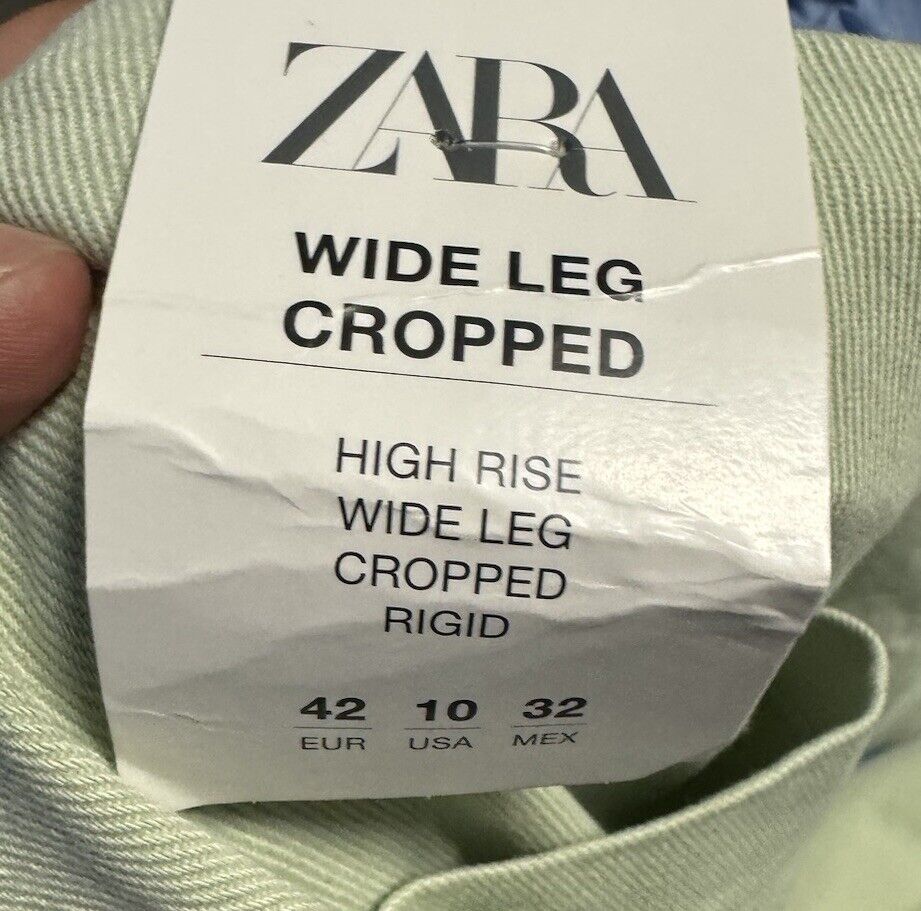 ZARA
WIDE LEG
CROPPED
HIGH RISE
WIDE LEG
CROPPED
RIGID
42 10 32
EUR USA MEX